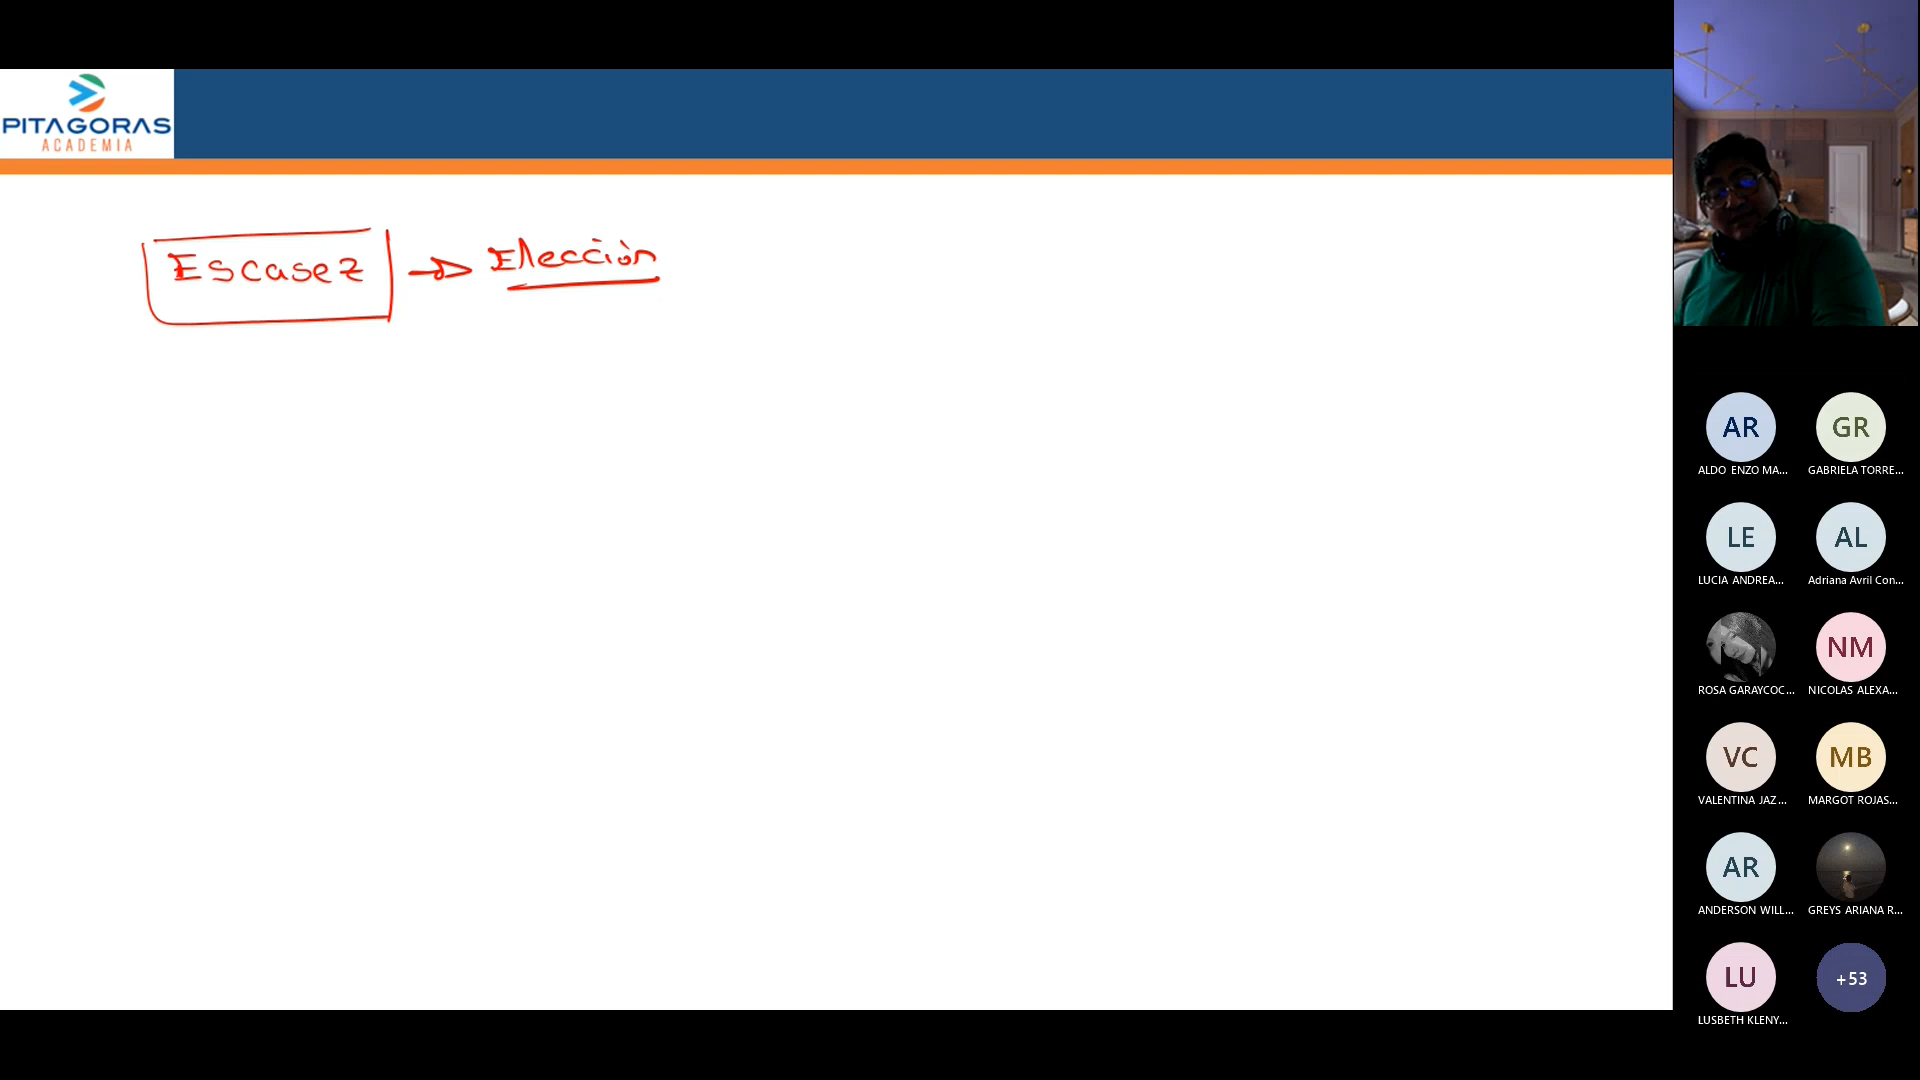 PITAGORAS
ACADEMIA
Escasez → Elección
AR
GR
ALDO ENZO MA...
GABRIELA TORRE...
LE
AL
LUCIA ANDREA...
Adriana Avril Con...
NM
ROSA GARAYCOC...
NICOLAS ALEXA...
VC
MB
VALENTINA JAZ...
MARGOT ROJAS...
AR
ANDERSON WILL...
GREYS ARIANA R...
LU
+53
LUSBETH KLENY...